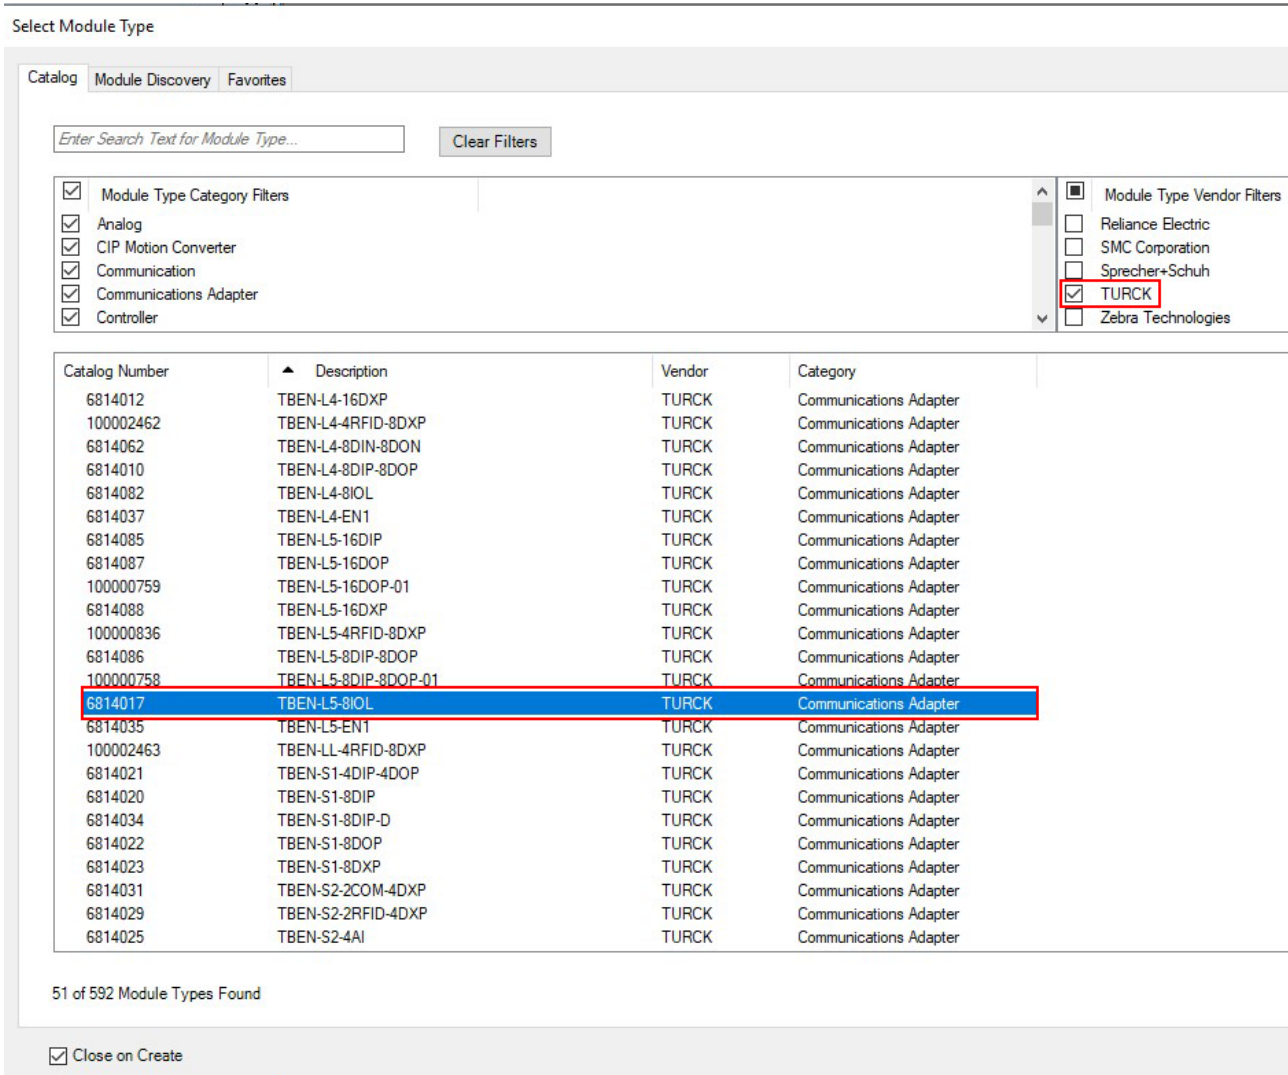 Select Module Type
Catalog Module Discovery Favorites
Enter Search Text for Module Type... Clear Filters
Module Type Category Filters Module Type Vendor Filters
Analog Reliance Electric
CIP Motion Converter SMC Corporation
Communication Sprecher+Schuh
Communications Adapter TURCK
Controller Zebra Technologies
Catalog Number Description Vendor Category
6814012 TBEN-L4-16DXP TURCK Communications Adapter
100002462 TBEN-L4-4RFID-8DXP TURCK Communications Adapter
6814062 TBEN-L4-8DIN-8DON TURCK Communications Adapter
6814010 TBEN-L4-8DIP-8DOP TURCK Communications Adapter
6814082 TBEN-L4-8IOL TURCK Communications Adapter
6814037 TBEN-L4-EN1 TURCK Communications Adapter
6814085 TBEN-L5-16DIP TURCK Communications Adapter
6814087 TBEN-L5-16DOP TURCK Communications Adapter
100000759 TBEN-L5-16DOP-01 TURCK Communications Adapter
6814088 TBEN-L5-16DXP TURCK Communications Adapter
100000836 TBEN-L5-4RFID-8DXP TURCK Communications Adapter
6814086 TBEN-L5-8DIP-8DOP TURCK Communications Adapter
100000758 TBEN-L5-8DIP-8DOP-01 TURCK Communications Adapter
6814017 TBEN-L5-8IOL TURCK Communications Adapter
6814035 TBEN-L5-EN1 TURCK Communications Adapter
100002463 TBEN-LL-4RFID-8DXP TURCK Communications Adapter
6814021 TBEN-S1-4DIP-4DOP TURCK Communications Adapter
6814020 TBEN-S1-8DIP TURCK Communications Adapter
6814034 TBEN-S1-8DIP-D TURCK Communications Adapter
6814022 TBEN-S1-8DOP TURCK Communications Adapter
6814023 TBEN-S1-8DXP TURCK Communications Adapter
6814031 TBEN-S2-2COM-4DXP TURCK Communications Adapter
6814029 TBEN-S2-2RFID-4DXP TURCK Communications Adapter
6814025 TBEN-S2-4AI TURCK Communications Adapter
51 of 592 Module Types Found
Close on Create